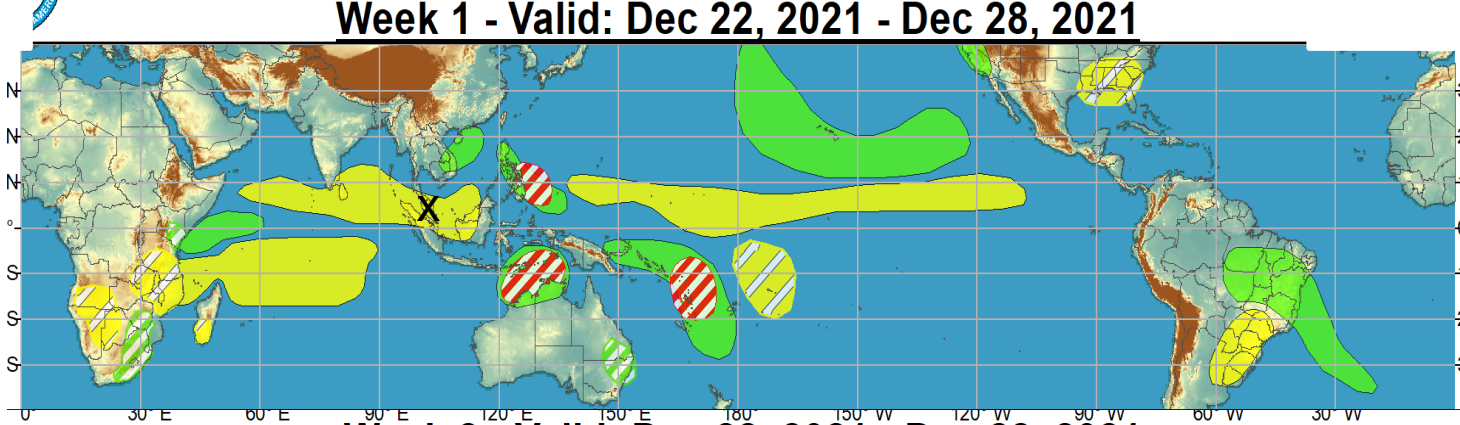 AMER
Week 1 - Valid: Dec 22, 2021 - Dec 28, 2021
N
N
N
°
S
S
S
X
0° 30° E 60° E 90° E 120° E 150° E 180° 150° W 120° W 90° W 60° W 30° W